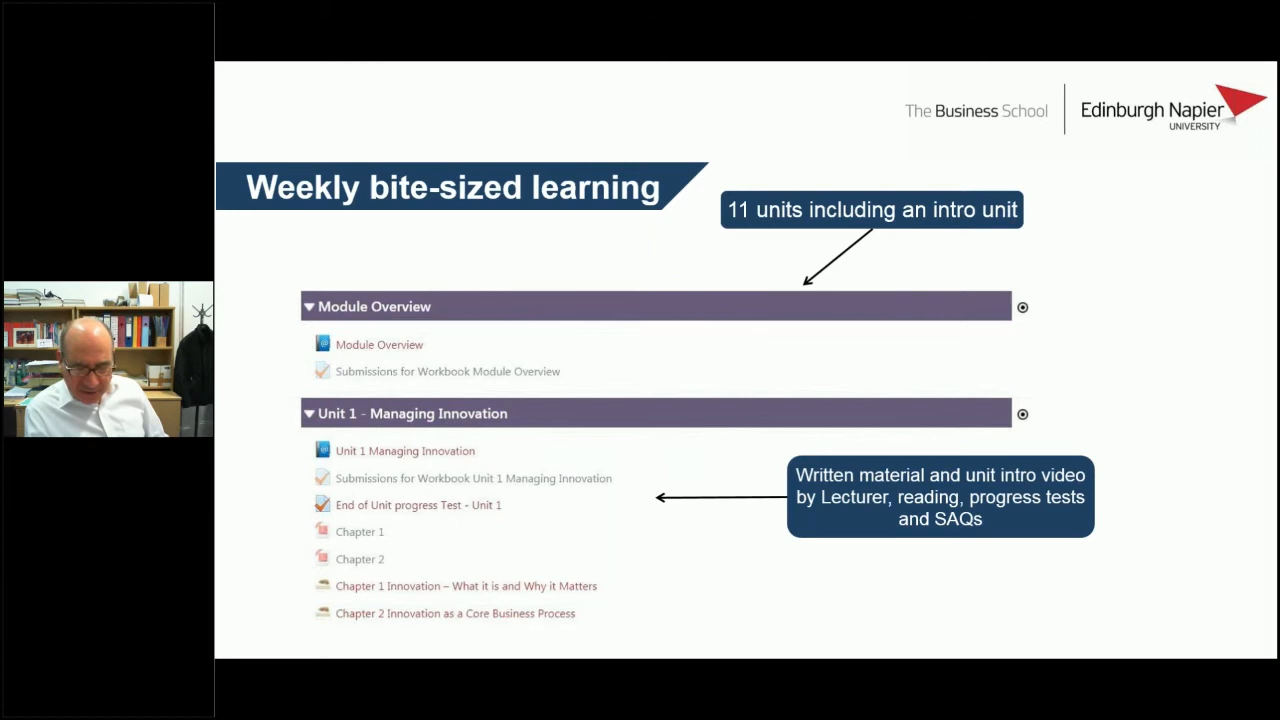 The Business School
Edinburgh Napier
UNIVERSITY
Weekly bite-sized learning
11 units including an intro unit
Module Overview
Module Overview
Submissions for Workbook Module Overview
Unit 1 - Managing Innovation
Unit 1 Managing Innovation
Submissions for Workbook Unit 1 Managing Innovation
End of Unit progress Test - Unit 1
Chapter 1
Chapter 2
Chapter 1 Innovation – What it is and Why it Matters
Chapter 2 Innovation as a Core Business Process
Written material and unit intro video
by Lecturer, reading, progress tests
and SAQs